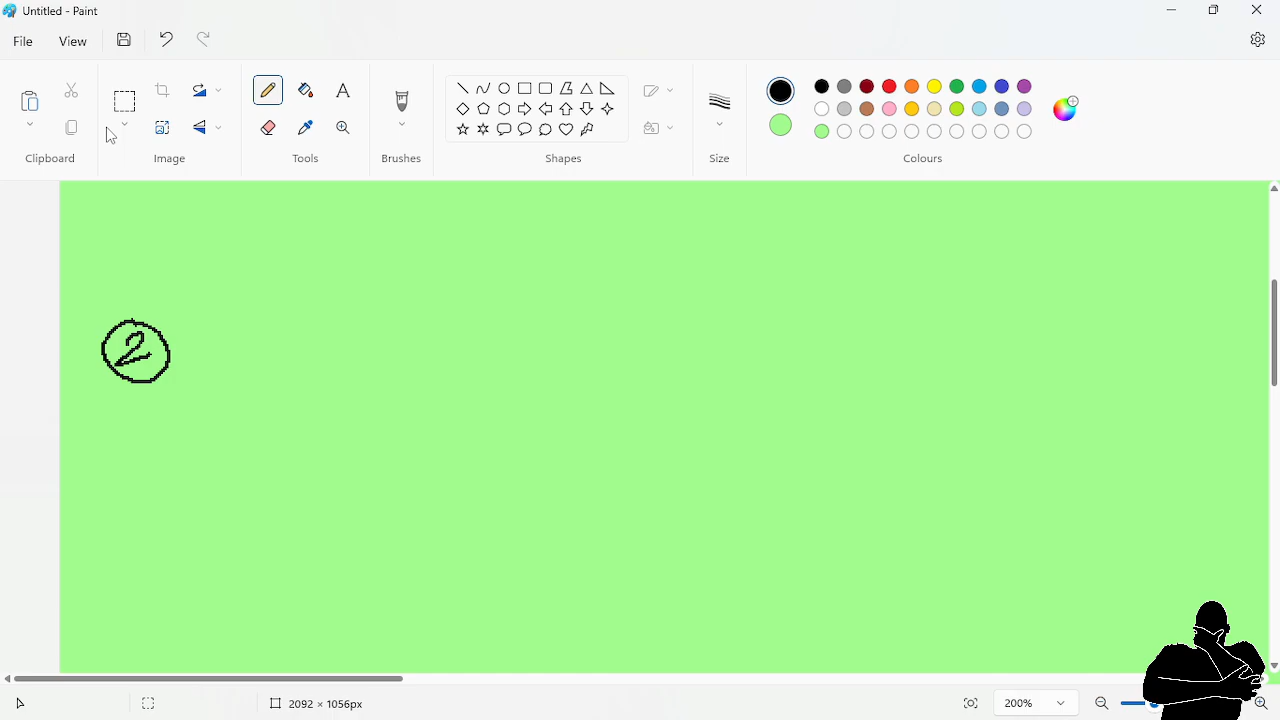 Untitled - Paint
File View
Clipboard Image Tools Brushes Shapes Size Colours
2
2092 × 1056px 200%